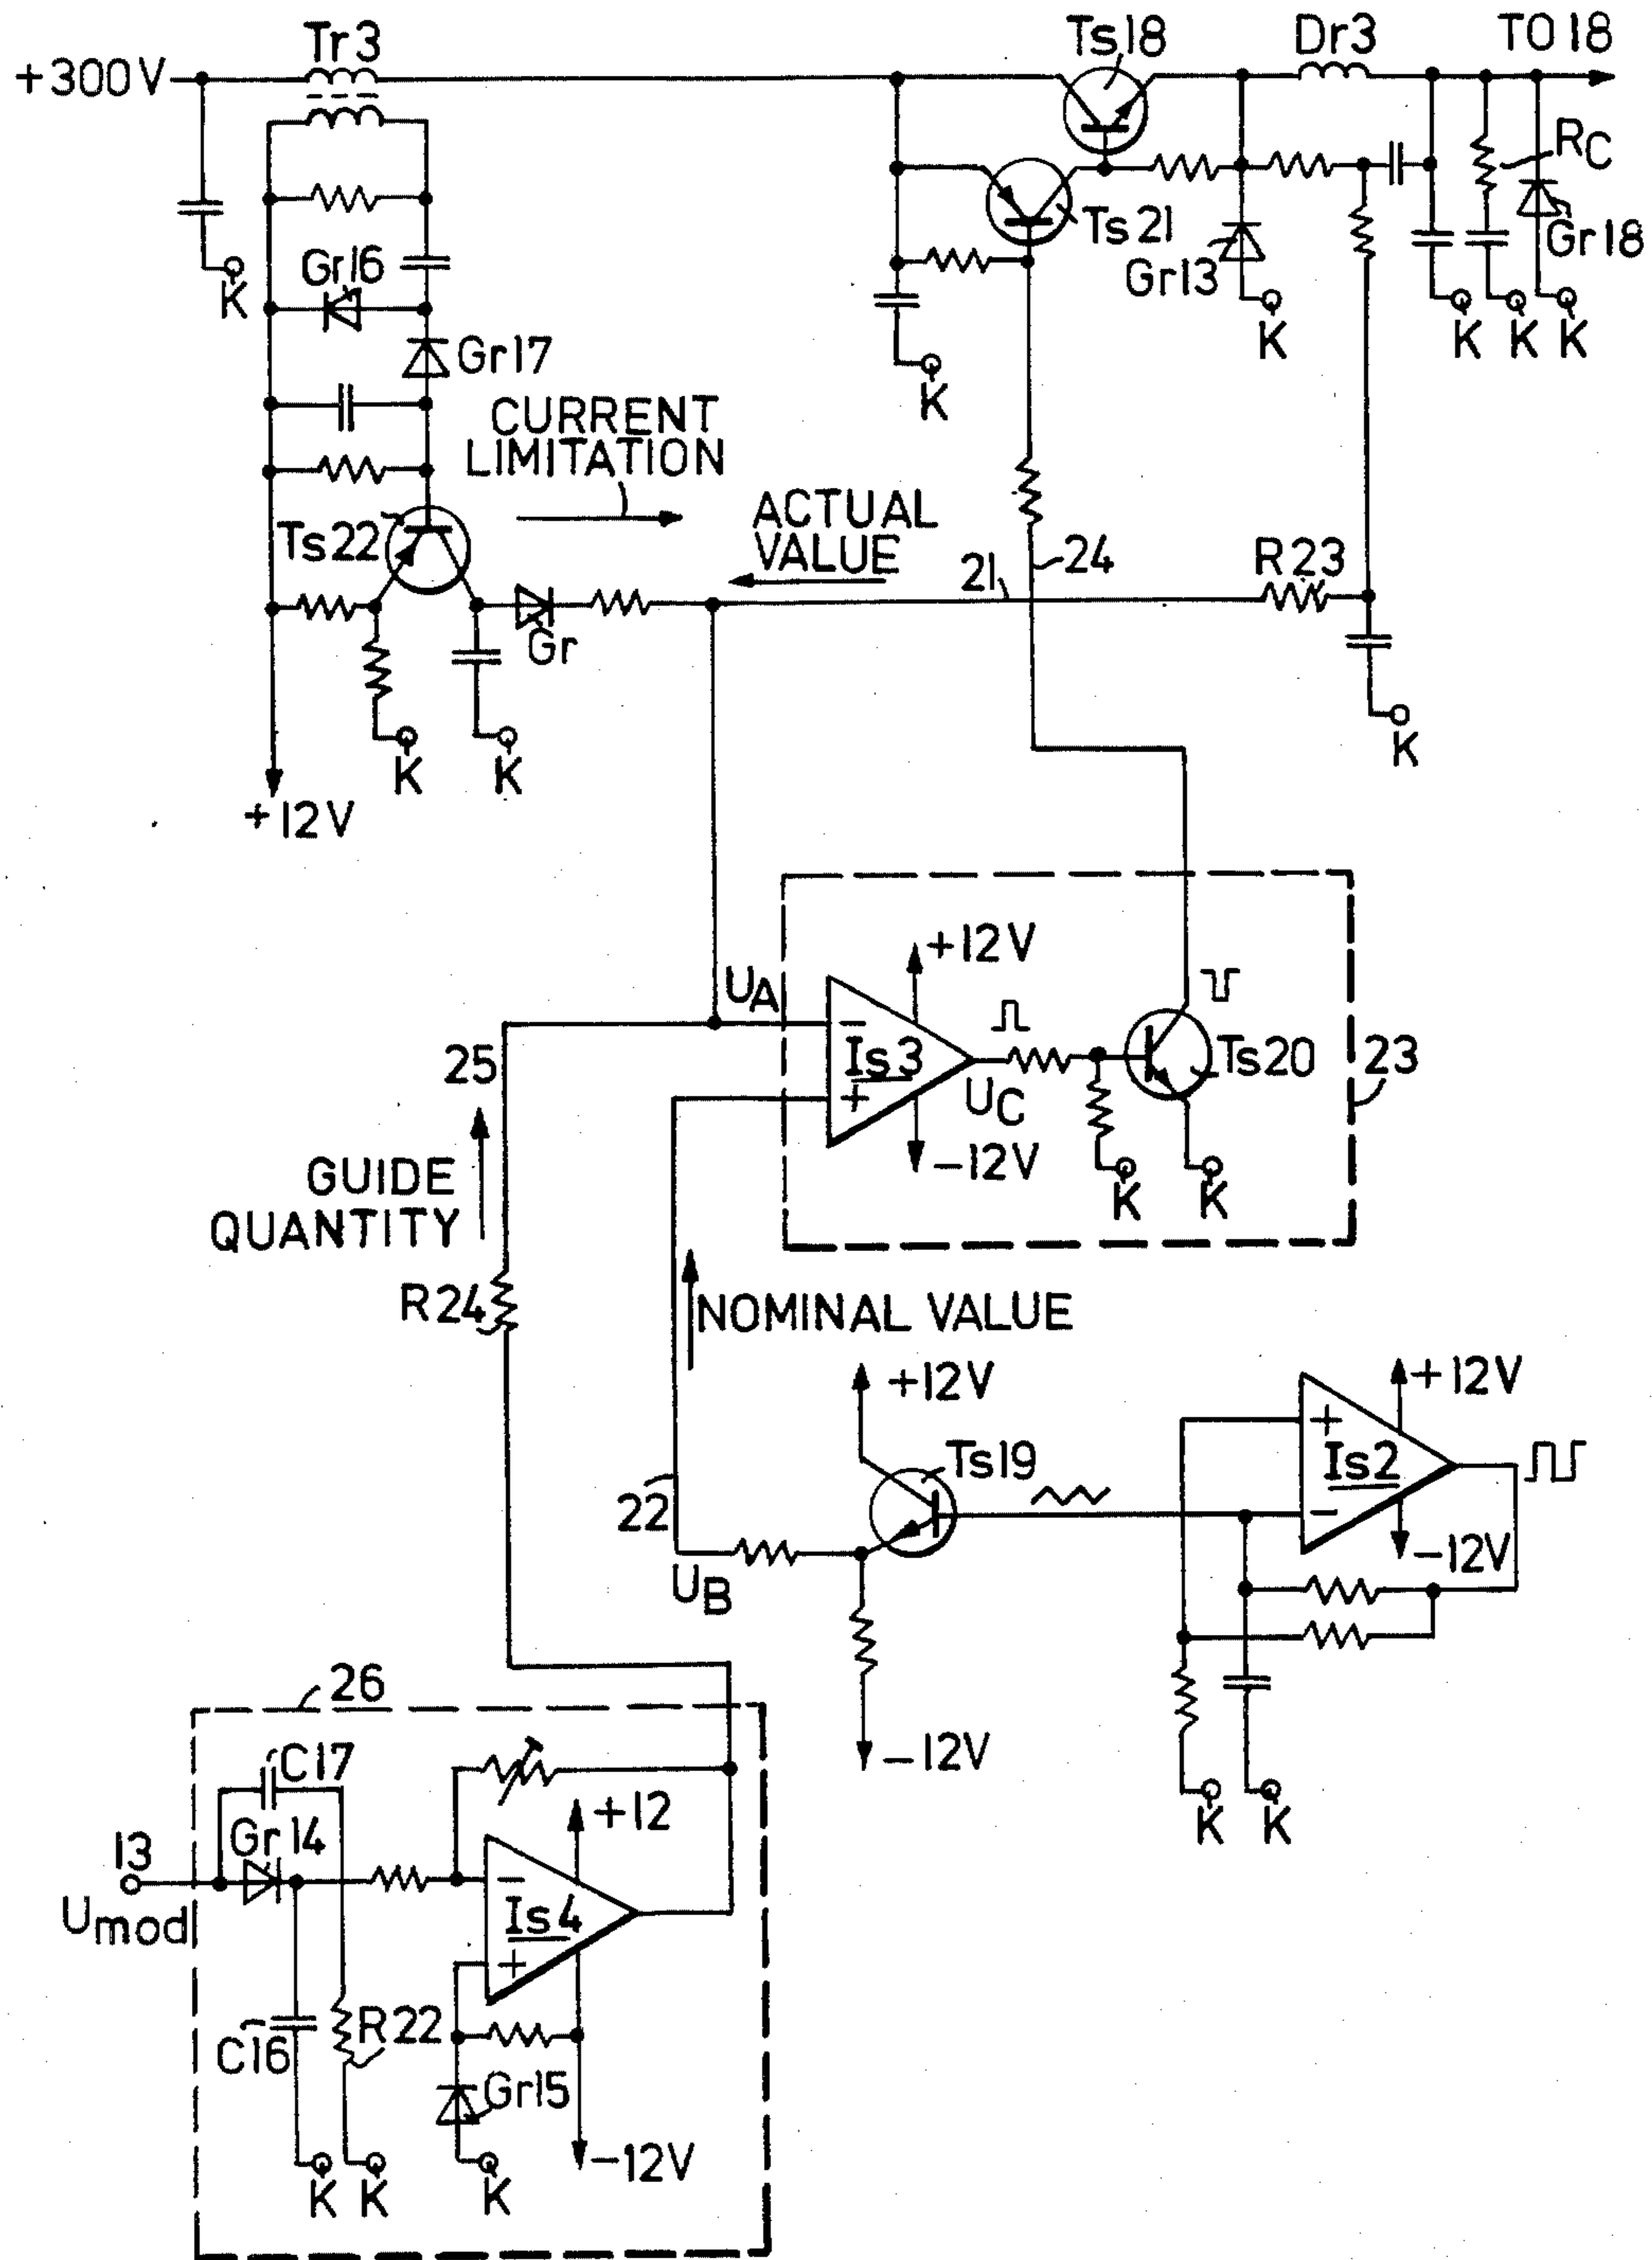 Tr3
Ts18
Dr3
TO 18
+300V
RC
Ts21
Gr18
Gr16
Gr13
K
Gr17
K
K
K
K
K
CURRENT
LIMITATION
ACTUAL
VALUE
Ts22
24
21
R23
Gr
K
K
K
+12V
+12V
UA
25
Is3
Ts20
23
UC
-12V
GUIDE
QUANTITY
K
K
R24
NOMINAL VALUE
+12V
+12V
Ts19
Is2
22
-12V
UB
26
-12V
C17
+12
Gr14
13
K
K
Umod
Is4
R22
C16
Gr15
-12V
K
K
K